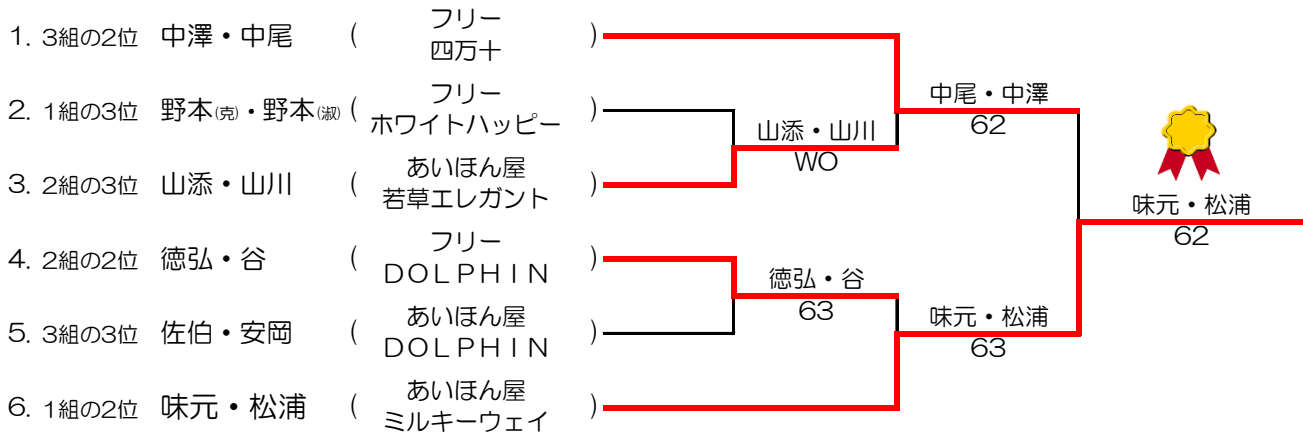 1. 3組の2位 中澤・中尾 ( フリー 四万十 )
2. 1組の3位 野本(克)・野本(淑) ( フリー ホワイトハッピー )
3. 2組の3位 山添・山川 ( あいほん屋 若草エレガント )
4. 2組の2位 徳弘・谷 ( フリー DOLPHIN )
5. 3組の3位 佐伯・安岡 ( あいほん屋 DOLPHIN )
6. 1組の2位 味元・松浦 ( あいほん屋 ミルキーウェイ )
山添・山川
WO
徳弘・谷
63
中尾・中澤
62
味元・松浦
63
味元・松浦
62